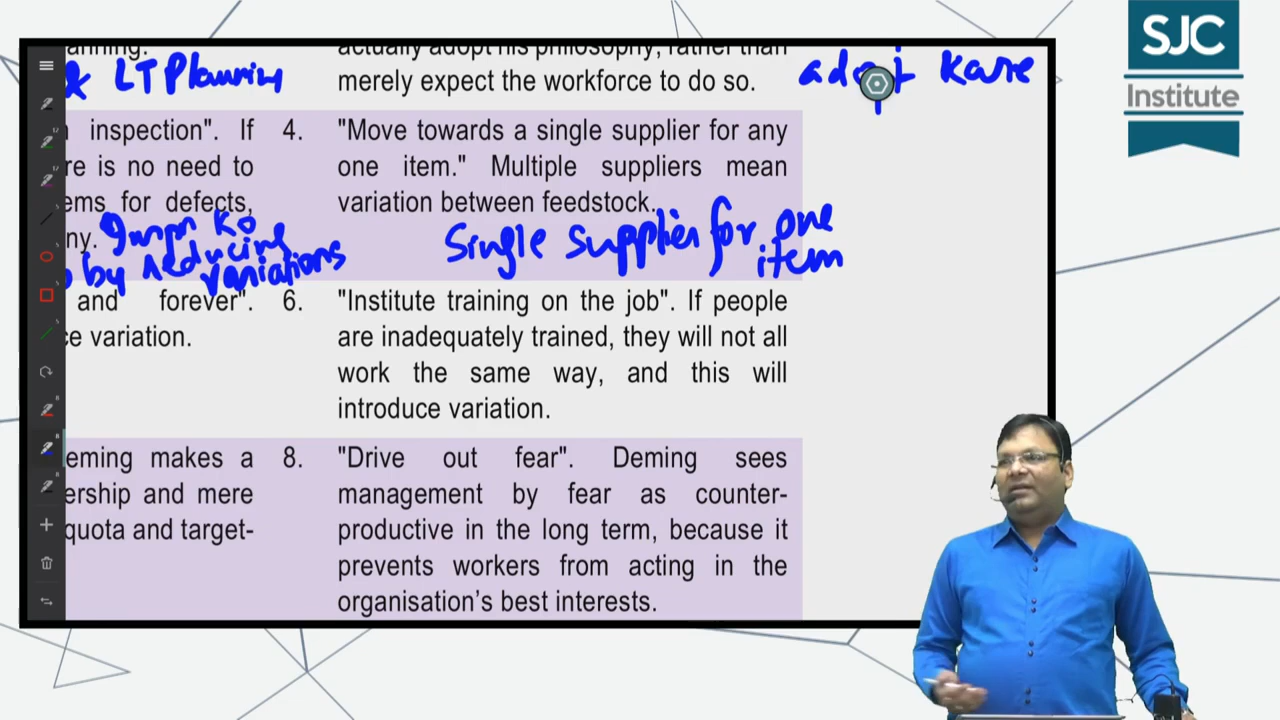 SJC
Institute
actually adopt his philosophy, rather than
merely expect the workforce to do so.
LT Planning
adopt Kare
inspection". If
re is no need to
ems for defects,
ny.
4. "Move towards a single supplier for any
one item." Multiple suppliers mean
variation between feedstock.
Ko
by reducing
variations
Single supplier for one
item
and forever".
ce variation.
6. "Institute training on the job". If people
are inadequately trained, they will not all
work the same way, and this will
introduce variation.
eming makes a
ership and mere
quota and target-
8. "Drive out fear". Deming sees
management by fear as counter-
productive in the long term, because it
prevents workers from acting in the
organisation's best interests.